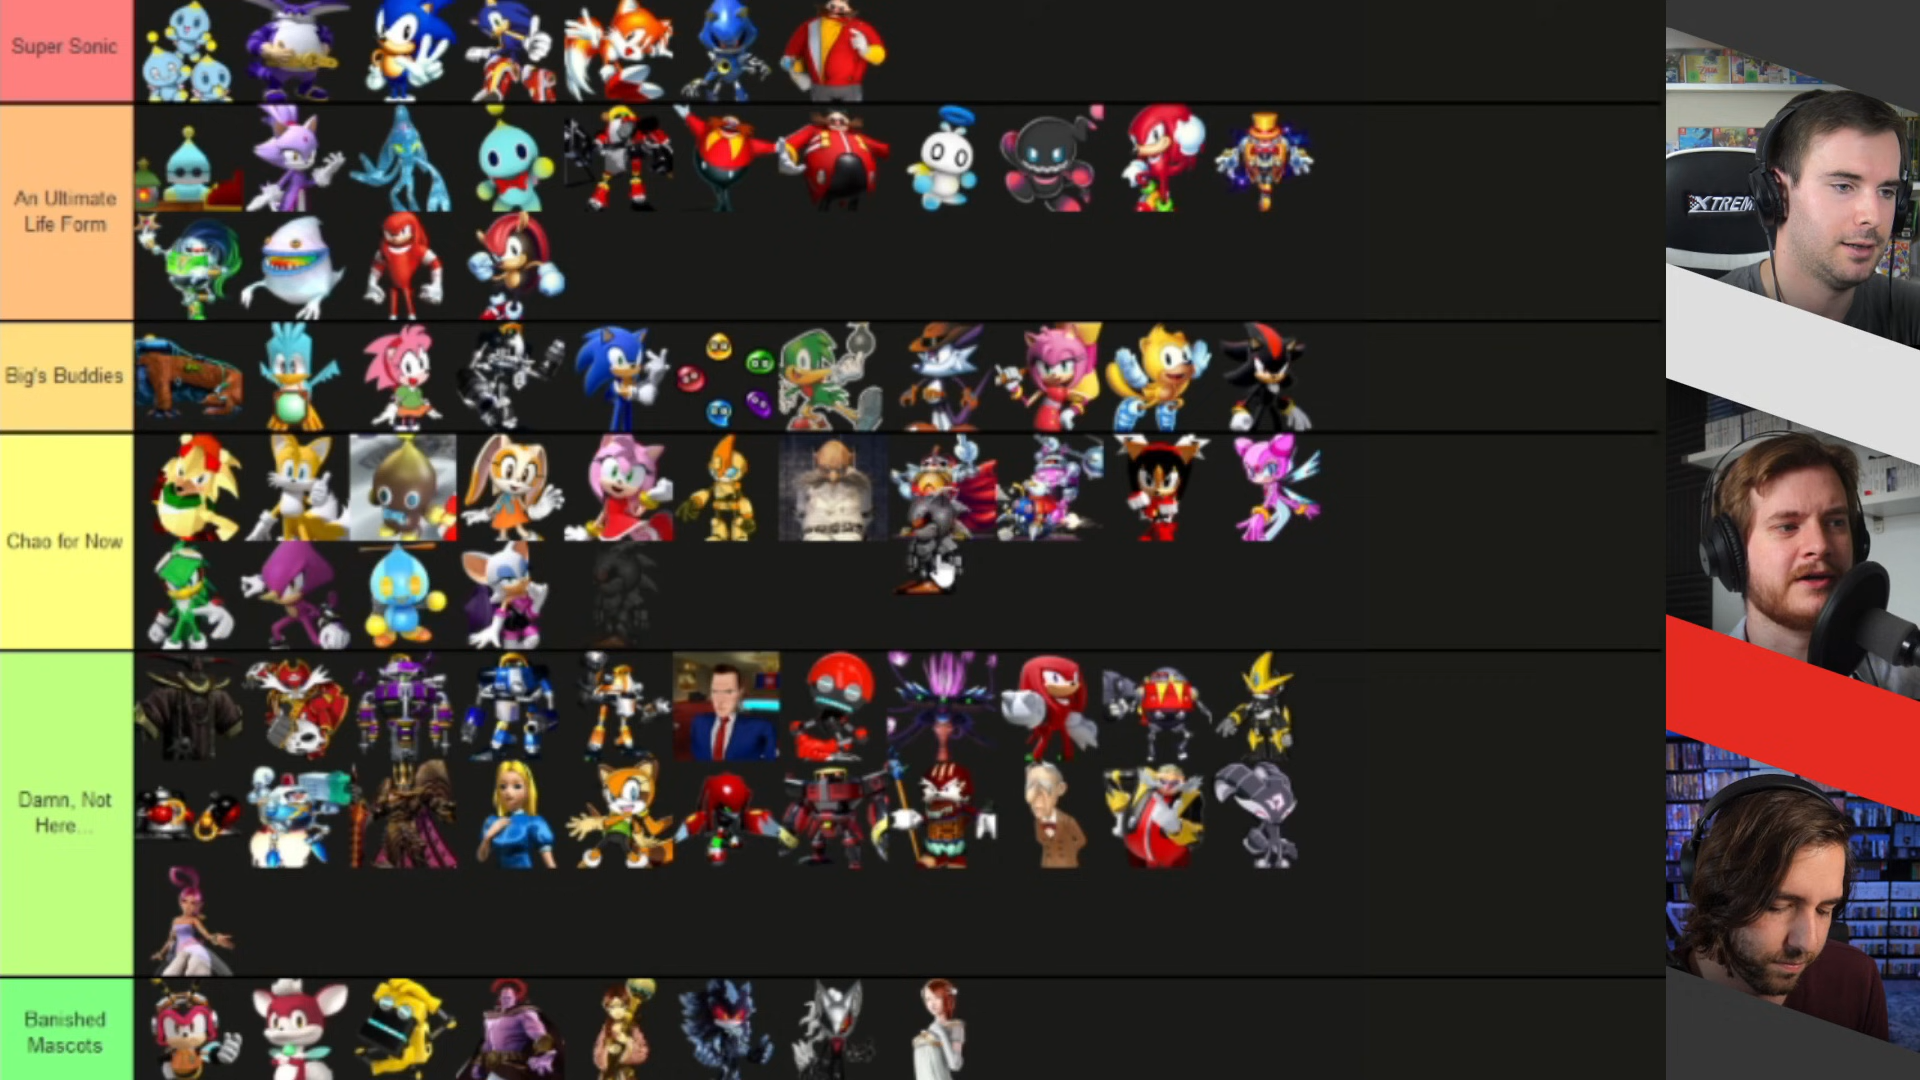 Super Sonic
An Ultimate
Life Form
Big's Buddies
Chao for Now
Damn, Not
Here...
Banished
Mascots
XTREM